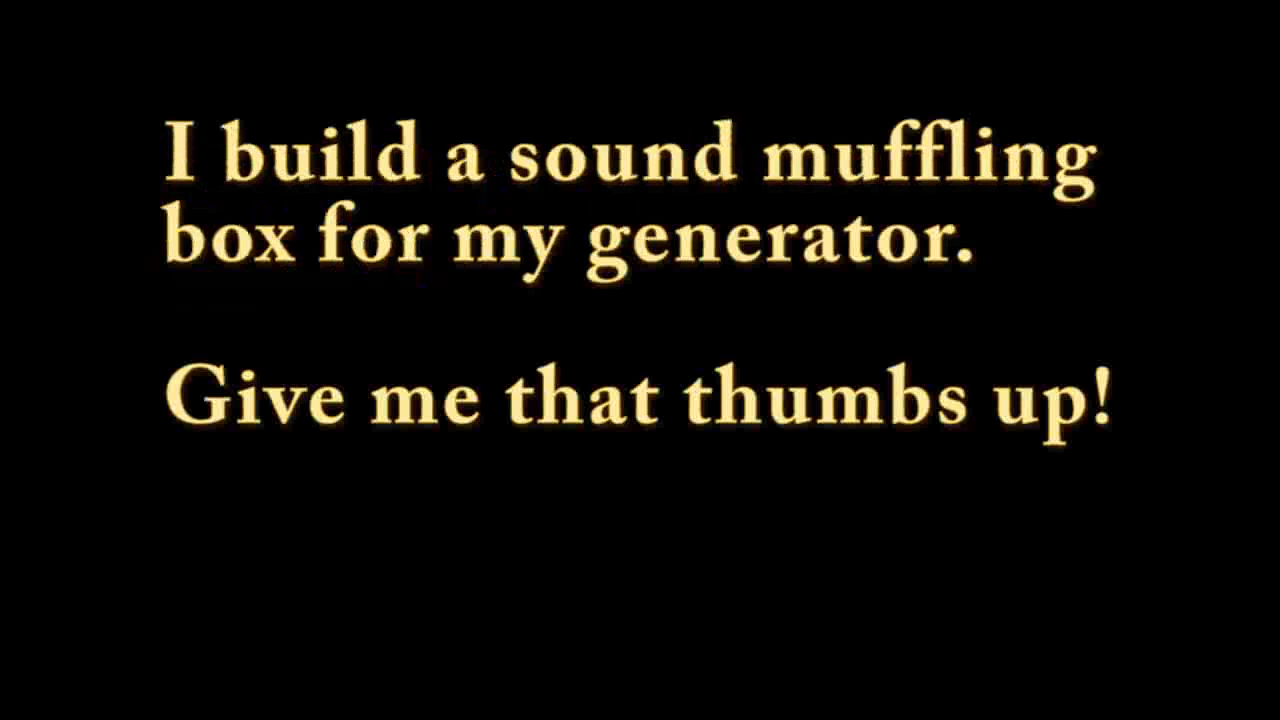 I build a sound muffling
box for my generator.
Give me that thumbs up!